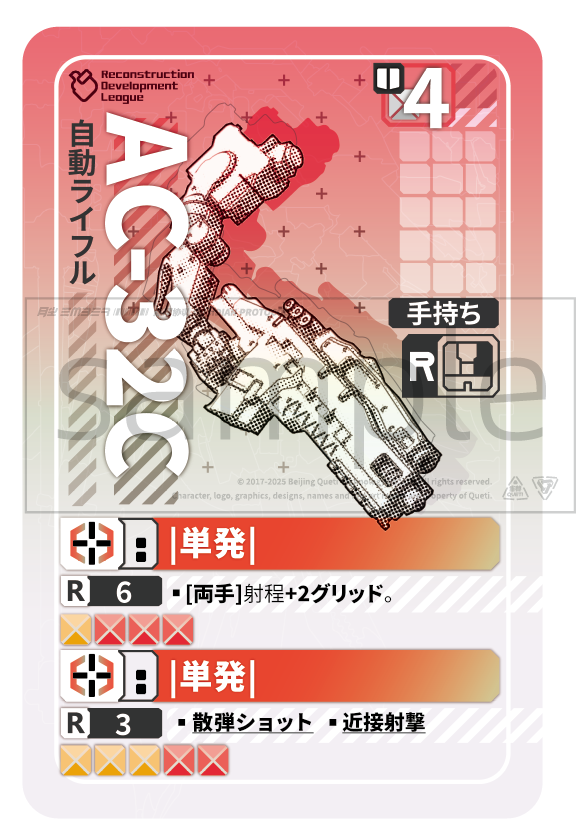 Reconstruction
Development
League
4
自動ライフル
AC-32C
手持ち
R
sample
© 2017-2025 Beijing Queti
rights reserved.
character, logo, graphics, designs, names and
property of Queti.
|単発|
R 6 ▪[両手]射程+2グリッド。
|単発|
R 3 ▪散弾ショット ▪近接射撃